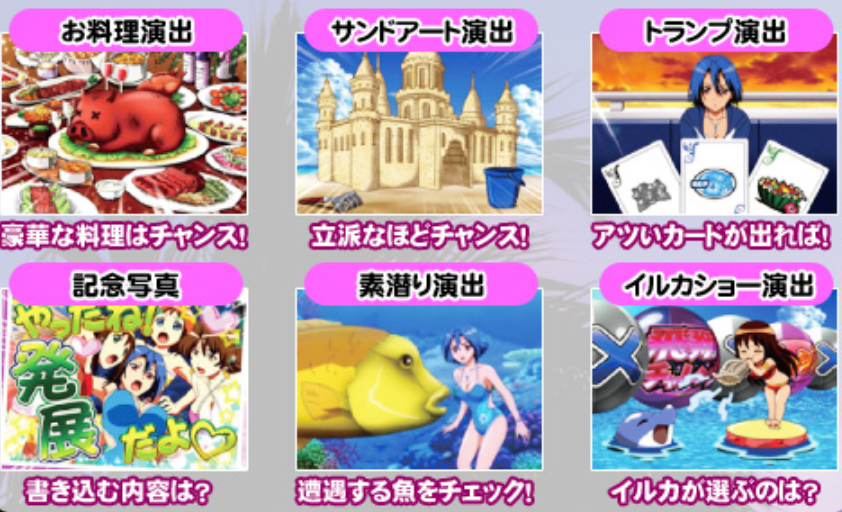 お料理演出
サンドアート演出
トランプ演出
豪華な料理はチャンス!
立派なほどチャンス!
アツいカードが出れば!
記念写真
素潜り演出
イルカショー演出
やったね!
発展
だよ♡
書き込む内容は?
遭遇する魚をチェック!
イルカが選ぶのは?